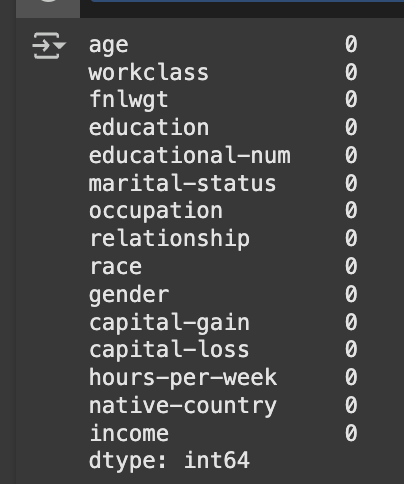 age 0
workclass 0
fnlwgt 0
education 0
educational-num 0
marital-status 0
occupation 0
relationship 0
race 0
gender 0
capital-gain 0
capital-loss 0
hours-per-week 0
native-country 0
income 0
dtype: int64